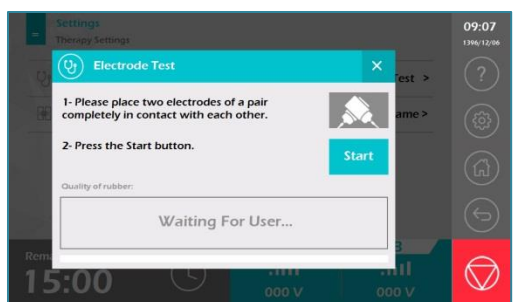 Settings
Therapy Settings
09:07
1396/12/06
Electrode Test
×
Test >
1- Please place two electrodes of a pair
completely in contact with each other.
ame >
2- Press the Start button.
Start
Quality of rubber:
Waiting For User...
Rema
B
15:00
000 V
000 V